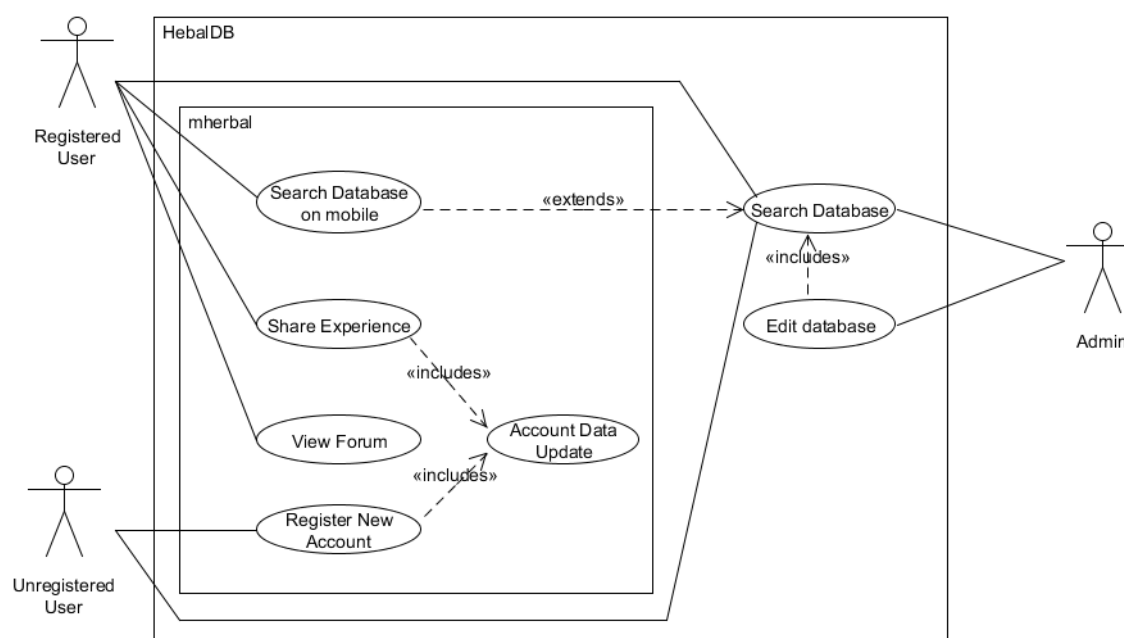 HebalDB
Registered
User
mherbal
Search Database
on mobile
«extends»
Search Database
«includes»
Share Experience
Edit database
Admin
«includes»
View Forum
Account Data
Update
«includes»
Register New
Account
Unregistered
User